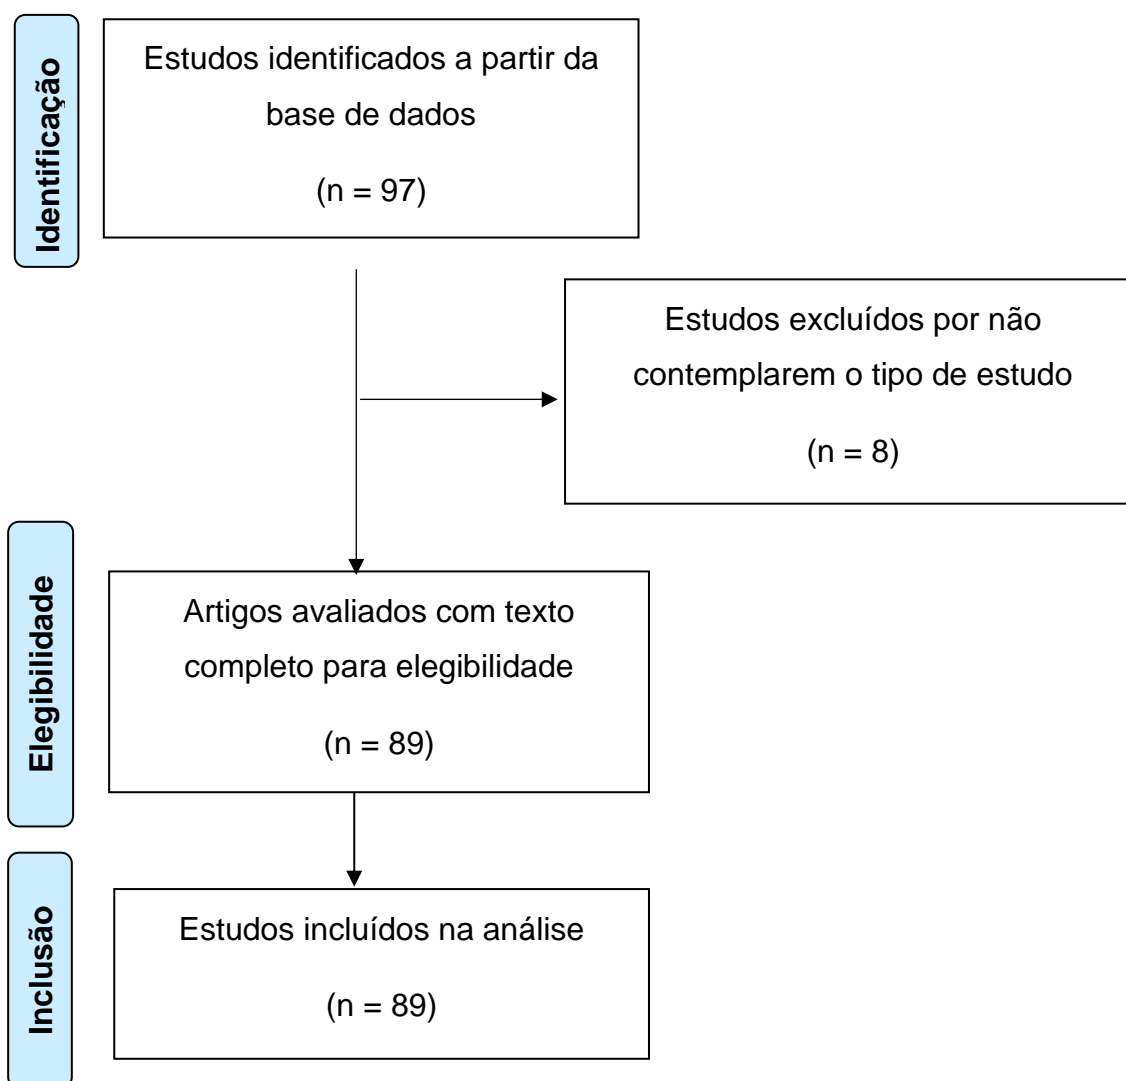 Identificação
Estudos identificados a partir da
base de dados
(n = 97)
Estudos excluídos por não
contemplarem o tipo de estudo
(n = 8)
Elegibilidade
Artigos avaliados com texto
completo para elegibilidade
(n = 89)
Inclusão
Estudos incluídos na análise
(n = 89)